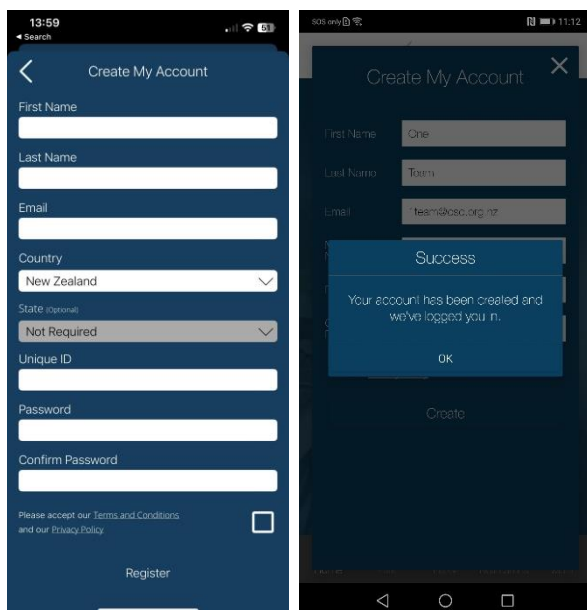 13:59
Search
51
Create My Account
First Name
Last Name
Email
Country
New Zealand
State (Optional)
Not Required
Unique ID
Password
Confirm Password
Please accept our Terms and Conditions
and our Privacy Policy
Register
SOS only
11:12
Create My Account
First Name
One
Last Name
Team
Email
1team@csc.org.nz
Success
Your account has been created and
we've logged you in.
OK
Create